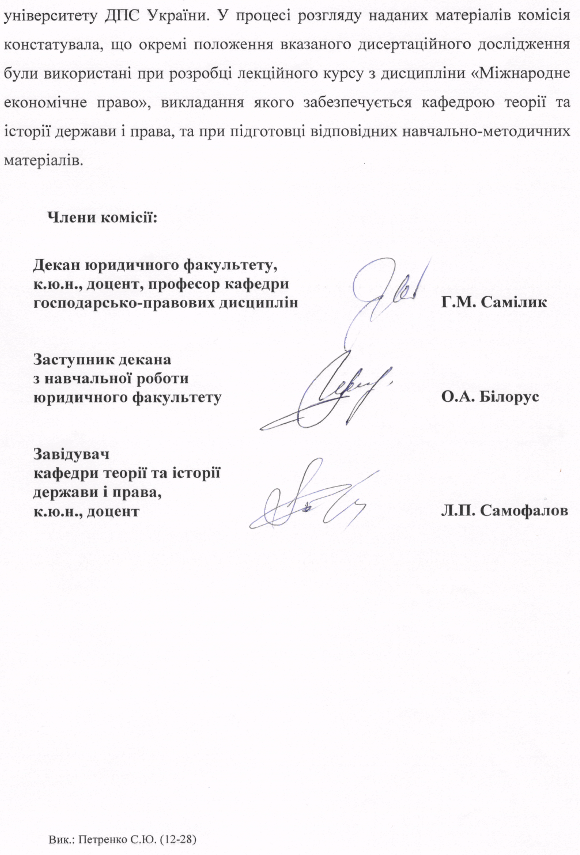 університету ДПС України. У процесі розгляду наданих матеріалів комісія
констатувала, що окремі положення вказаного дисертаційного дослідження
були використані при розробці лекційного курсу з дисципліни «Міжнародне
економічне право», викладання якого забезпечується кафедрою теорії та
історії держави і права, та при підготовці відповідних навчально-методичних
матеріалів.
Члени комісії:
Декан юридичного факультету,
к.ю.н., доцент, професор кафедри
господарсько-правових дисциплін Г.М. Самілик
Заступник декана
з навчальної роботи
юридичного факультету О.А. Білорус
Завідувач
кафедри теорії та історії
держави і права,
к.ю.н., доцент Л.П. Самофалов
Вик.: Петренко С.Ю. (12-28)